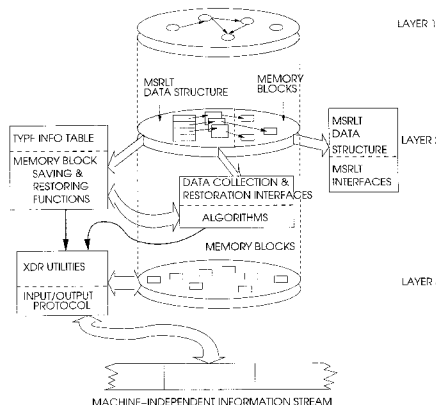 LAYER 1
MSRLT
DATA STRUCTURE
MEMORY
BLOCKS
TYPE INFO TABLE
MEMORY BLOCK
SAVING &
RESTORING
FUNCTIONS
MSRLT
DATA
STRUCTURE
MSRLT
INTERFACES
LAYER
DATA COLLECTION &
RESTORATION INTERFACES
ALGORITHMS
MEMORY BLOCKS
XDR UTILITIES
INPUT/OUTPUT
PROTOCOL
LAYER
MACHINE-INDEPENDENT INFORMATION STREAM